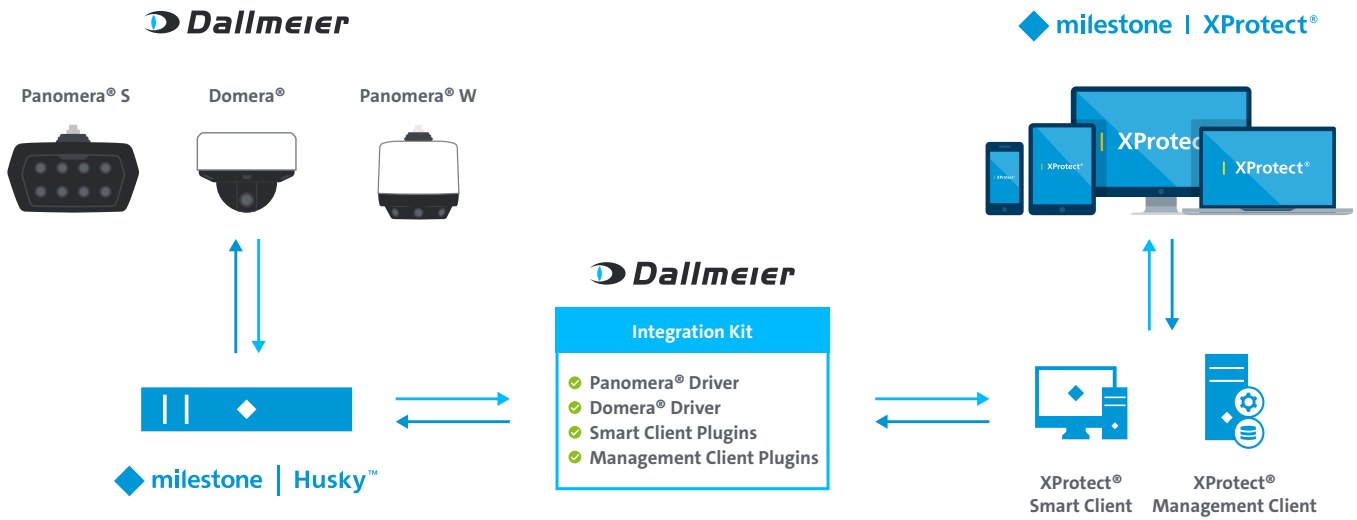 Dallmeier
milestone | XProtect®
Panomera® S
Domera®
Panomera® W
XProtec
| XProtect®
| XProtect®
| XProtect®
Dallmeier
Integration Kit
Panomera® Driver
Domera® Driver
Smart Client Plugins
Management Client Plugins
milestone | Husky™
XProtect®
Smart Client
XProtect®
Management Client